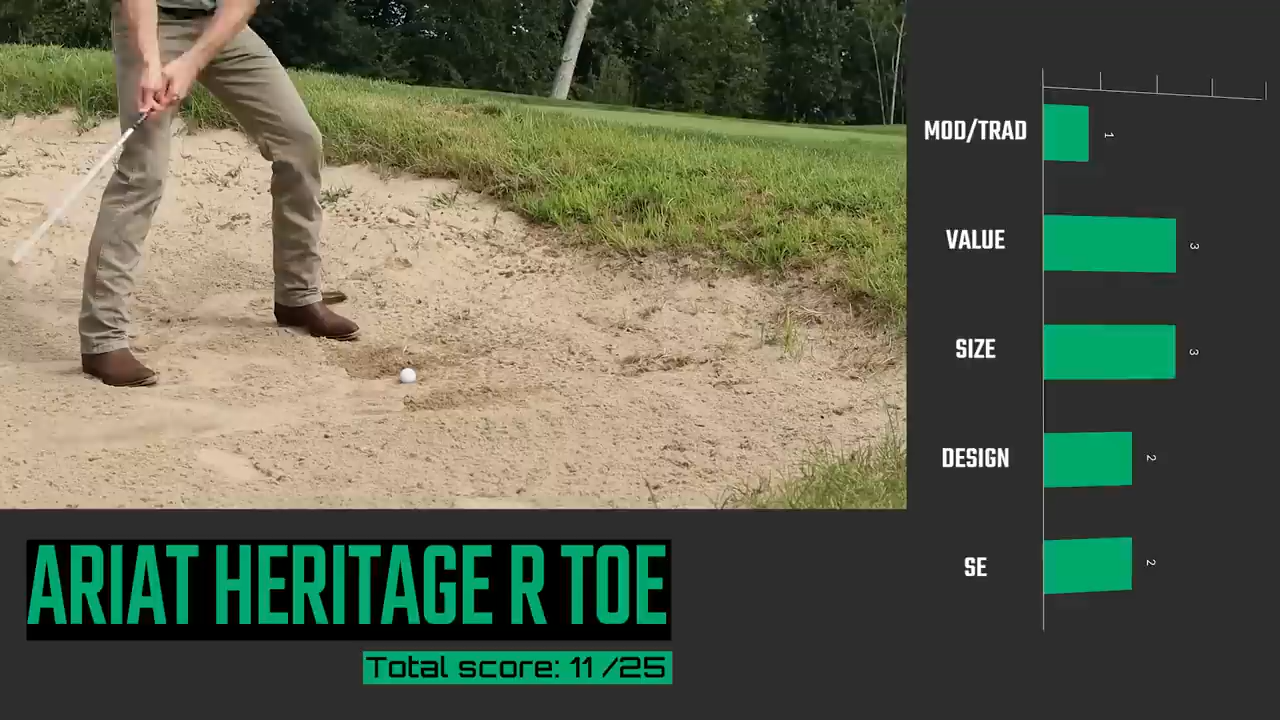 MOD/TRAD 1
VALUE 3
SIZE 3
DESIGN 2
SE 2
ARIAT HERITAGE R TOE
Total score: 11 /25